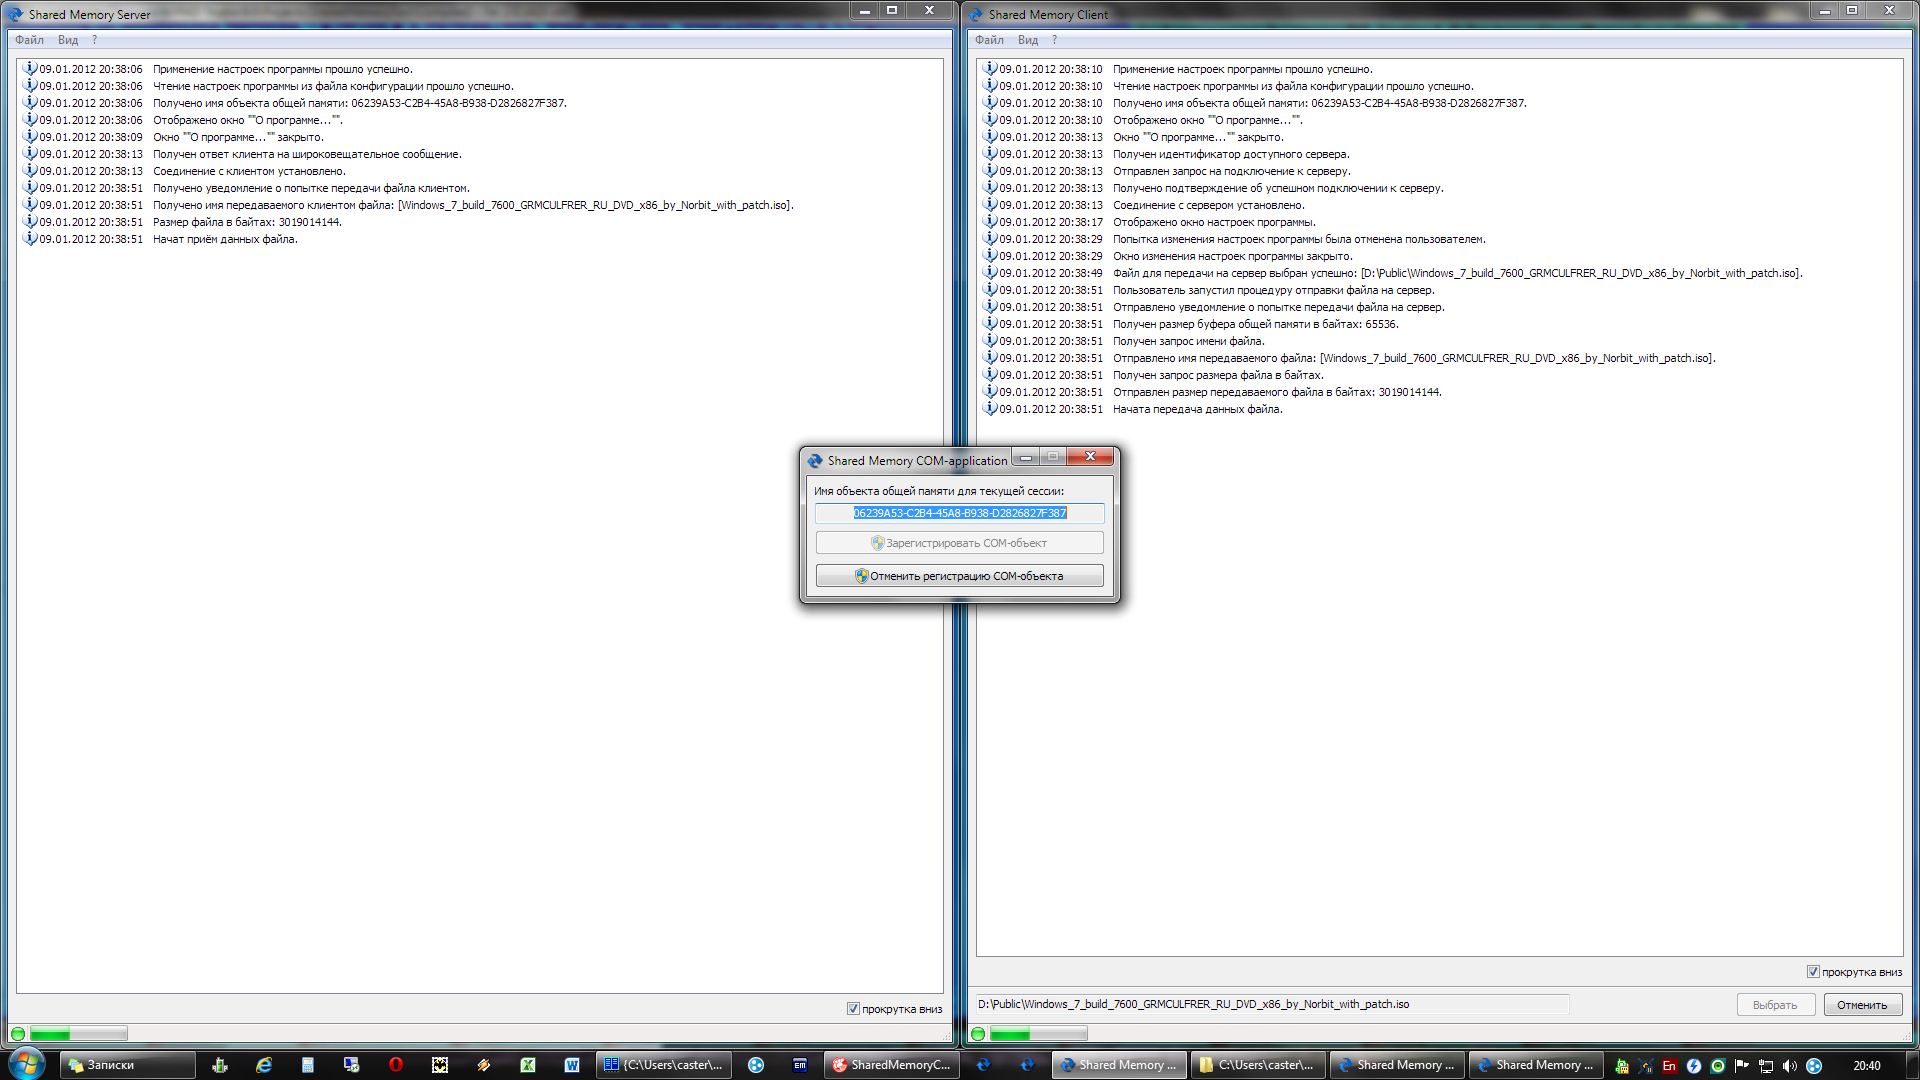 Shared Memory Server
Файл Вид ?
09.01.2012 20:38:06 Применение настроек программы прошло успешно.
09.01.2012 20:38:06 Чтение настроек программы из файла конфигурации прошло успешно.
09.01.2012 20:38:06 Получено имя объекта общей памяти: 06239A53-C2B4-45A8-B938-D2826827F387.
09.01.2012 20:38:06 Отображено окно ""О программе..."".
09.01.2012 20:38:09 Окно ""О программе..."" закрыто.
09.01.2012 20:38:13 Получен ответ клиента на широковещательное сообщение.
09.01.2012 20:38:13 Соединение с клиентом установлено.
09.01.2012 20:38:51 Получено уведомление о попытке передачи файла клиентом.
09.01.2012 20:38:51 Получено имя передаваемого клиентом файла: [Windows_7_build_7600_GRMCULFRER_RU_DVD_x86_by_Norbit_with_patch.iso].
09.01.2012 20:38:51 Размер файла в байтах: 3019014144.
09.01.2012 20:38:51 Начат приём данных файла.
прокрутка вниз
Shared Memory Client
Файл Вид ?
09.01.2012 20:38:10 Применение настроек программы прошло успешно.
09.01.2012 20:38:10 Чтение настроек программы из файла конфигурации прошло успешно.
09.01.2012 20:38:10 Получено имя объекта общей памяти: 06239A53-C2B4-45A8-B938-D2826827F387.
09.01.2012 20:38:10 Отображено окно ""О программе..."".
09.01.2012 20:38:13 Окно ""О программе..."" закрыто.
09.01.2012 20:38:13 Получен идентификатор доступного сервера.
09.01.2012 20:38:13 Отправлен запрос на подключение к серверу.
09.01.2012 20:38:13 Получено подтверждение об успешном подключении к серверу.
09.01.2012 20:38:13 Соединение с сервером установлено.
09.01.2012 20:38:17 Отображено окно настроек программы.
09.01.2012 20:38:29 Попытка изменения настроек программы была отменена пользователем.
09.01.2012 20:38:29 Окно изменения настроек программы закрыто.
09.01.2012 20:38:49 Файл для передачи на сервер выбран успешно: [D:\Public\Windows_7_build_7600_GRMCULFRER_RU_DVD_x86_by_Norbit_with_patch.iso].
09.01.2012 20:38:51 Пользователь запустил процедуру отправки файла на сервер.
09.01.2012 20:38:51 Отправлено уведомление о попытке передачи файла на сервер.
09.01.2012 20:38:51 Получен размер буфера общей памяти в байтах: 65536.
09.01.2012 20:38:51 Получен запрос имени файла.
09.01.2012 20:38:51 Отправлено имя передаваемого файла: [Windows_7_build_7600_GRMCULFRER_RU_DVD_x86_by_Norbit_with_patch.iso].
09.01.2012 20:38:51 Получен запрос размера файла в байтах.
09.01.2012 20:38:51 Отправлен размер передаваемого файла в байтах: 3019014144.
09.01.2012 20:38:51 Начата передача данных файла.
прокрутка вниз
D:\Public\Windows_7_build_7600_GRMCULFRER_RU_DVD_x86_by_Norbit_with_patch.iso
Выбрать Отменить
Shared Memory COM-application
Имя объекта общей памяти для текущей сессии:
06239A53-C2B4-45A8-B938-D2826827F387
Зарегистрировать COM-объект
Отменить регистрацию COM-объекта
Записки {C:\Users\caster\... EM SharedMemoryC... Shared Memory ... C:\Users\caster\... Shared Memory ... Shared Memory ... En 20:40